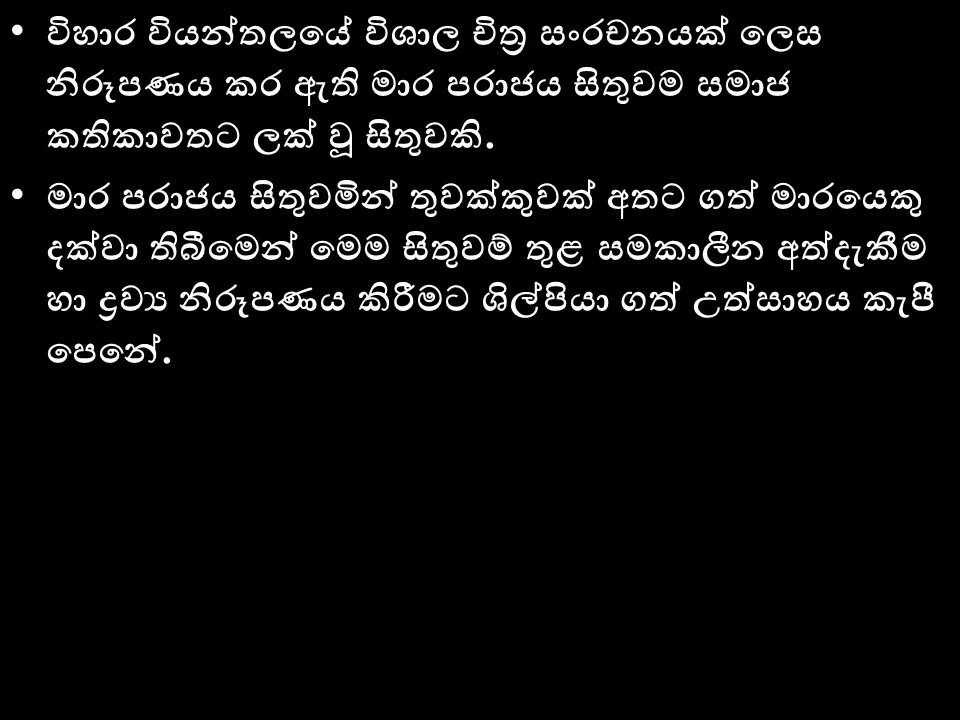 • විහාර වියන්තලයේ විශාල චිත්‍ර සංරචනයක් ලෙස
නිරූපණය කර ඇති මාර පරාජය සිතුවම සමාජ
කතිකාවතට ලක් වූ සිතුවකි.
• මාර පරාජය සිතුවමින් තුවක්කුවක් අතට ගත් මාරයෙකු
දක්වා තිබීමෙන් මෙම සිතුවම් තුළ සමකාලීන අත්දැකීම
හා ද්‍රව්‍ය නිරූපණය කිරීමට ශිල්පියා ගත් උත්සාහය කැපී
පෙනේ.